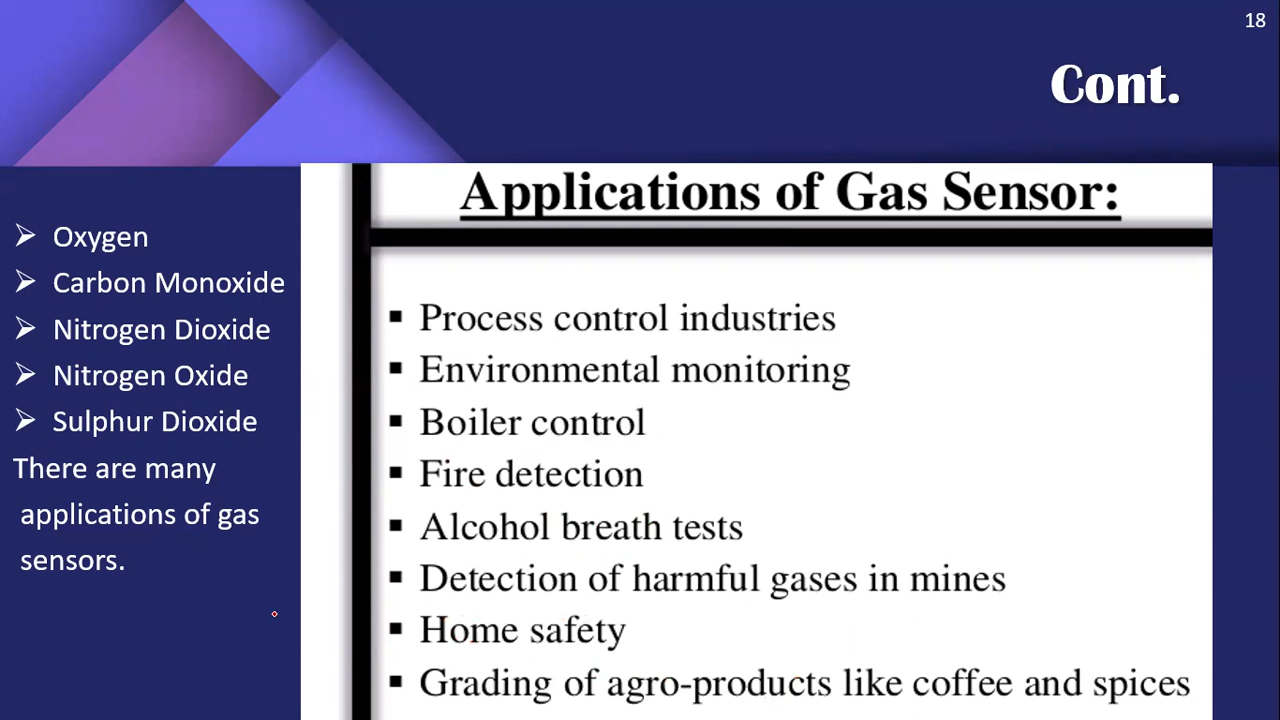 18
Cont.
Oxygen
Carbon Monoxide
Nitrogen Dioxide
Nitrogen Oxide
Sulphur Dioxide
There are many
applications of gas
sensors.
Applications of Gas Sensor:
Process control industries
Environmental monitoring
Boiler control
Fire detection
Alcohol breath tests
Detection of harmful gases in mines
Home safety
Grading of agro-products like coffee and spices